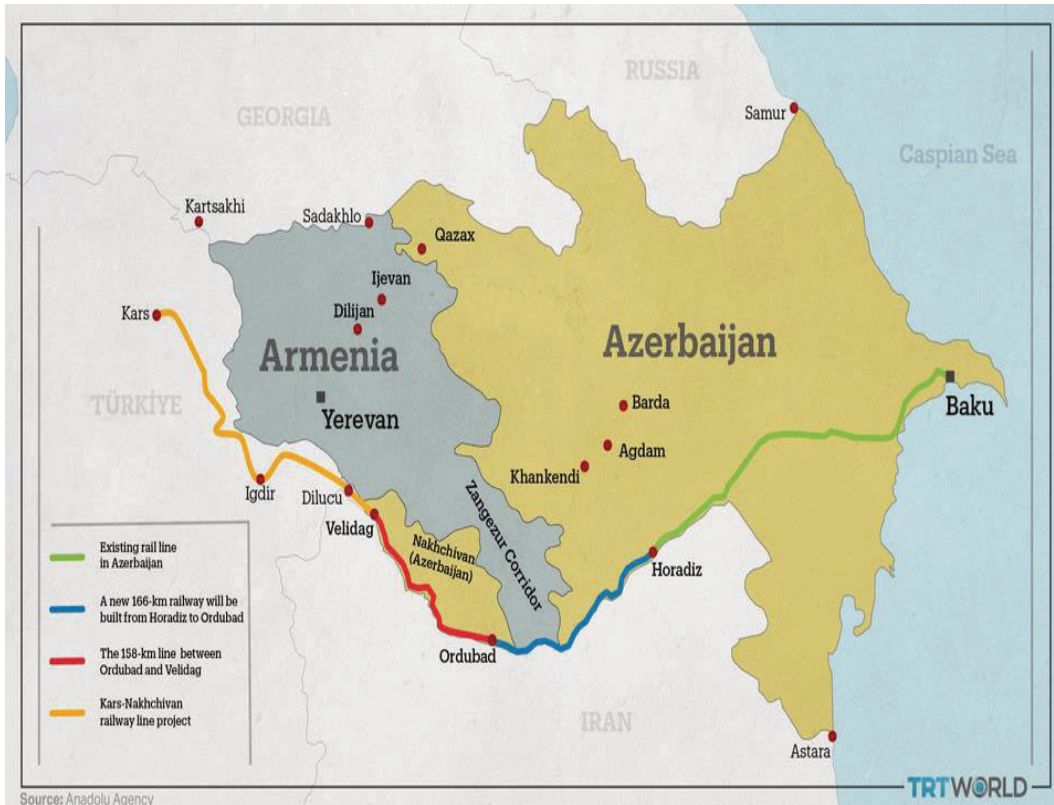 RUSSIA
GEORGIA
Samur
Caspian Sea
Kartsakhi
Sadakhlo
Qazax
Ijevan
Dilijan
Kars
Armenia
Azerbaijan
TÜRKİYE
Yerevan
Baku
Barda
Agdam
Khankendi
Igdir
Dilucu
Velidag
Zangezur Corridor
Nakhchivan
(Azerbaijan)
Horadiz
Ordubad
IRAN
Astara
Existing rail line
in Azerbaijan
A new 166-km railway will be
built from Horadiz to Ordubad
The 158-km line between
Ordubad and Velidag
Kars-Nakhchivan
railway line project
Source: Anadolu Agency
TRTWORLD